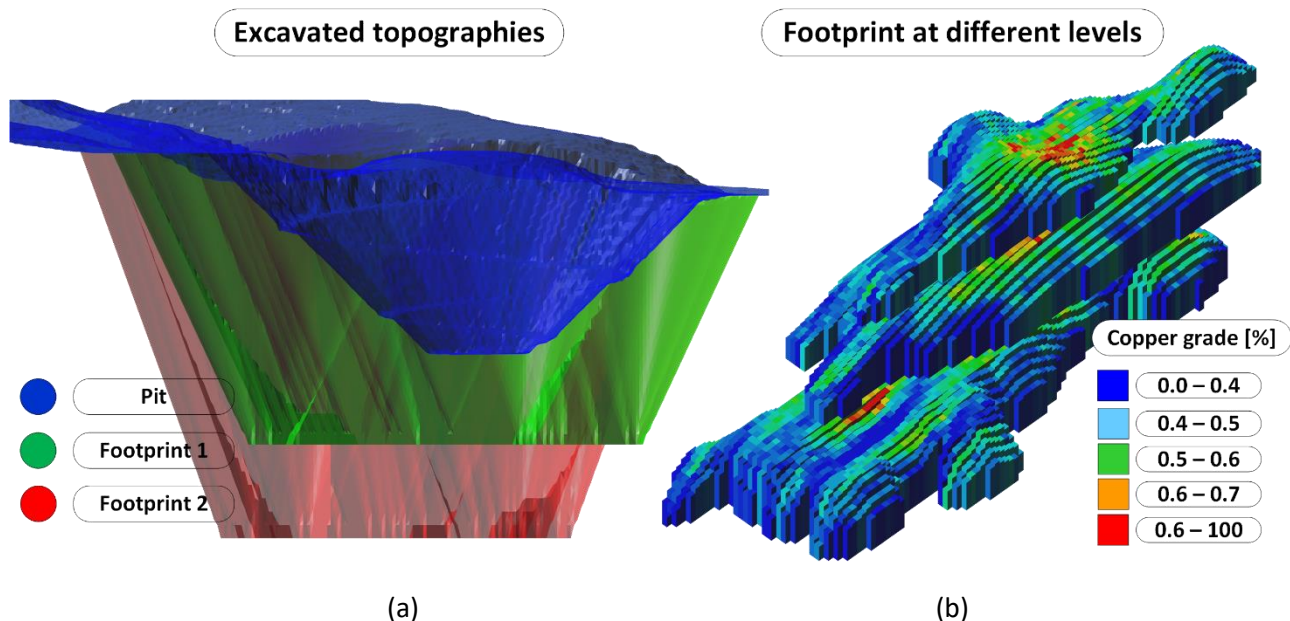 Excavated topographies
Footprint at different levels
Pit
Footprint 1
Footprint 2
Copper grade [%]
0.0 – 0.4
0.4 – 0.5
0.5 – 0.6
0.6 – 0.7
0.6 – 100
(a)
(b)